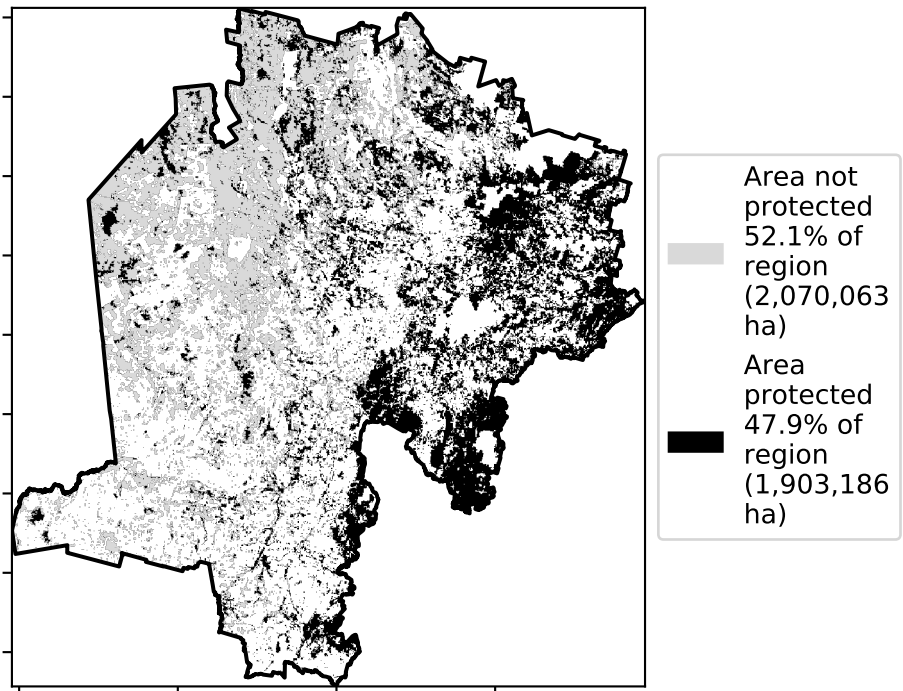 Area not
protected
52.1% of
region
(2,070,063
ha)
Area
protected
47.9% of
region
(1,903,186
ha)